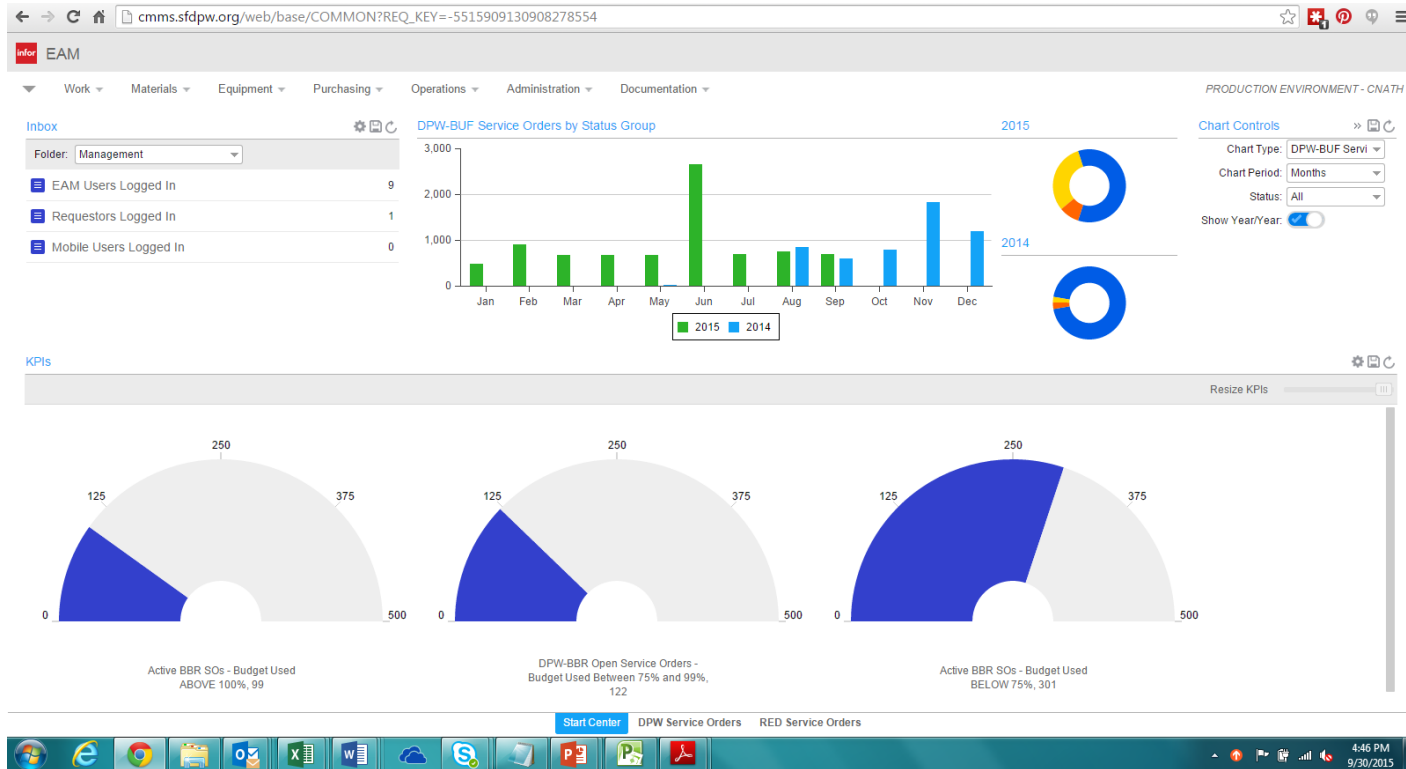 cmms.sfdpw.org/web/base/COMMON?REQ_KEY=-5515909130908278554
1
infor EAM
Work Materials Equipment Purchasing Operations Administration Documentation PRODUCTION ENVIRONMENT - CNATH
Inbox
Folder: Management
EAM Users Logged In 9
Requestors Logged In 1
Mobile Users Logged In 0
DPW-BUF Service Orders by Status Group
3,000
2,000
1,000
0
Jan Feb Mar Apr May Jun Jul Aug Sep Oct Nov Dec
2015 2014
2015
2014
Chart Controls
Chart Type: DPW-BUF Servi
Chart Period: Months
Status: All
Show Year/Year:
KPIs
Resize KPIs
0 125 250 375 500
Active BBR SOs - Budget Used
ABOVE 100%, 99
0 125 250 375 500
DPW-BBR Open Service Orders -
Budget Used Between 75% and 99%,
122
0 125 250 375 500
Active BBR SOs - Budget Used
BELOW 75%, 301
Start Center DPW Service Orders RED Service Orders
4:46 PM
9/30/2015